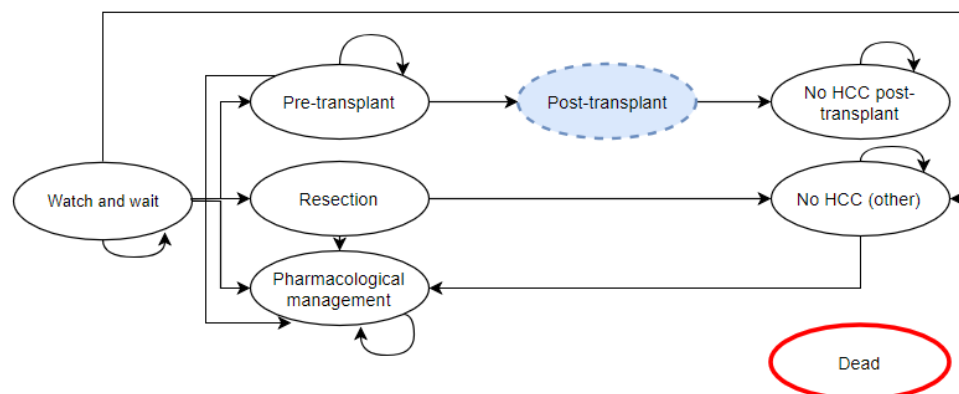 Pre-transplant
Post-transplant
No HCC post-
transplant
Watch and wait
Resection
No HCC (other)
Pharmacological
management
Dead